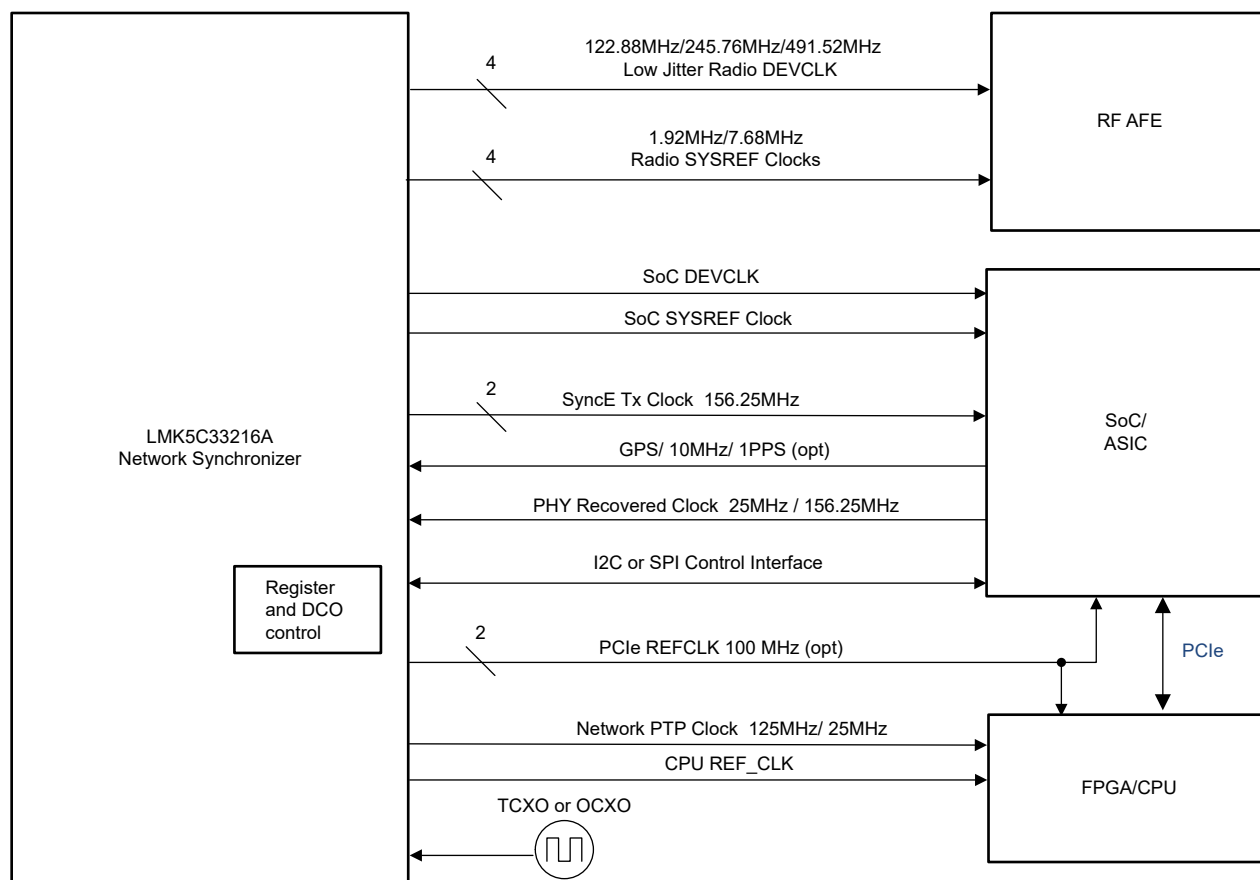 4
122.88MHz/245.76MHz/491.52MHz
Low Jitter Radio DEVCLK
RF AFE
4
1.92MHz/7.68MHz
Radio SYSREF Clocks
SoC DEVCLK
SoC SYSREF Clock
2
SyncE Tx Clock 156.25MHz
LMK5C33216A
Network Synchronizer
SoC/
ASIC
GPS/ 10MHz/ 1PPS (opt)
PHY Recovered Clock 25MHz / 156.25MHz
I2C or SPI Control Interface
Register
and DCO
control
2
PCIe REFCLK 100 MHz (opt)
PCIe
Network PTP Clock 125MHz/ 25MHz
CPU REF_CLK
FPGA/CPU
TCXO or OCXO